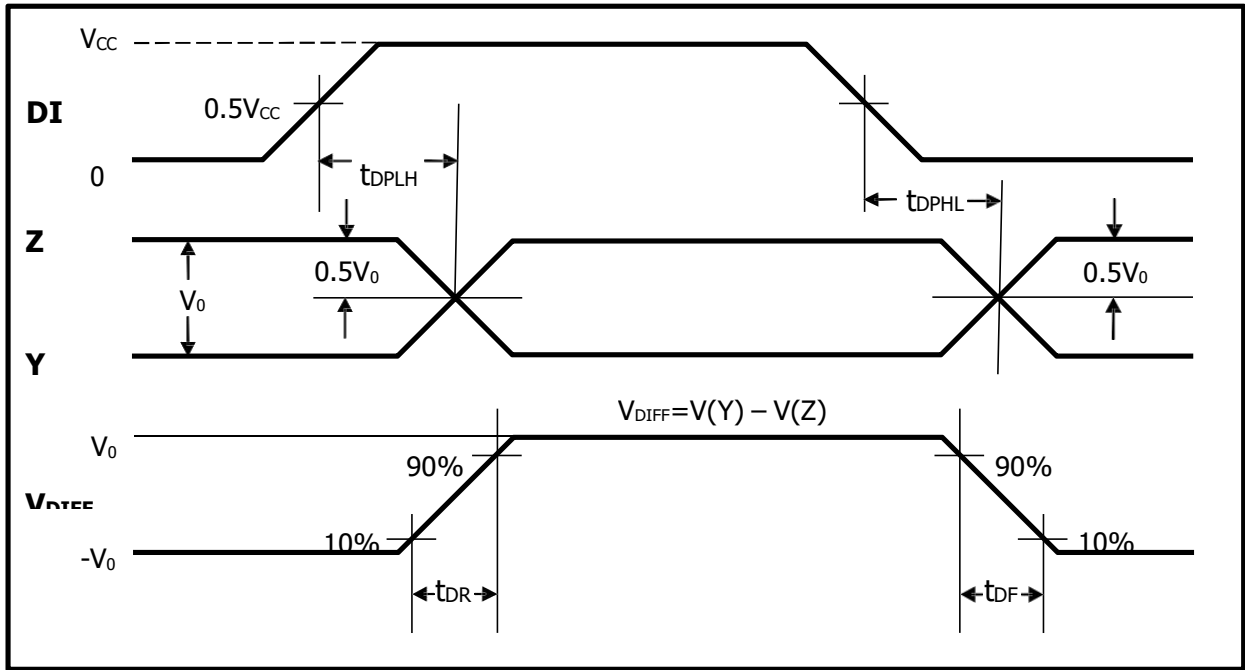 VCC
0.5VCC
DI
0
tDPLH
tDPHL
Z
0.5V0
0.5V0
V0
Y
VDIFF=V(Y) – V(Z)
V0
90%
90%
VDIFF
10%
10%
-V0
tDR
tDF